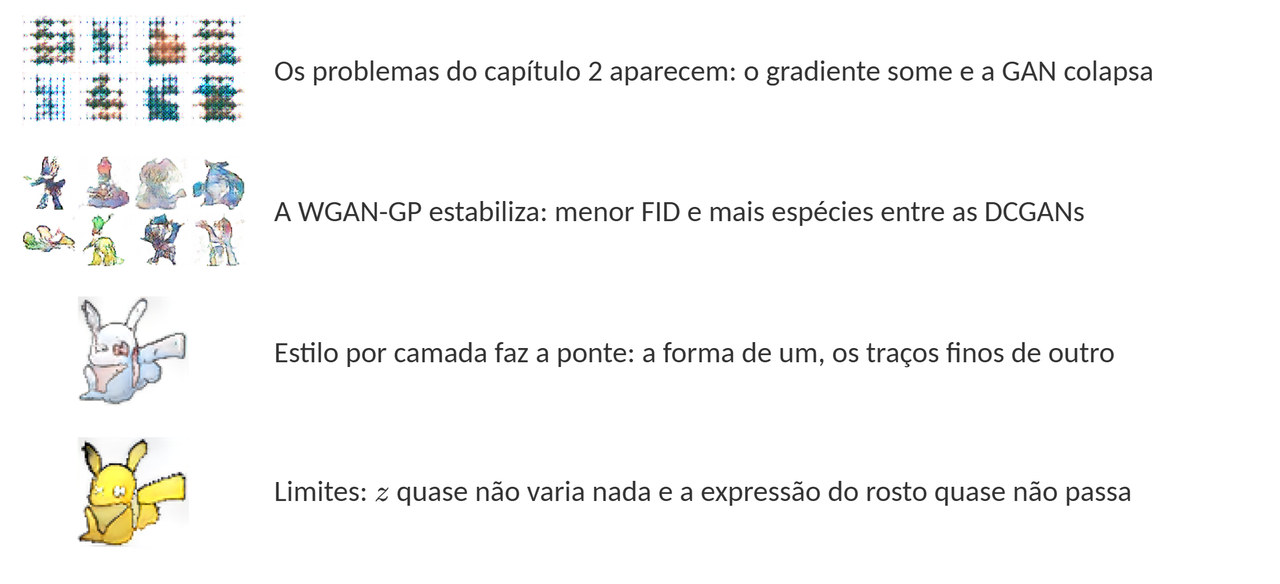 Os problemas do capítulo 2 aparecem: o gradiente some e a GAN colapsa
A WGAN-GP estabiliza: menor FID e mais espécies entre as DCGANs
Estilo por camada faz a ponte: a forma de um, os traços finos de outro
Limites: z quase não varia nada e a expressão do rosto quase não passa